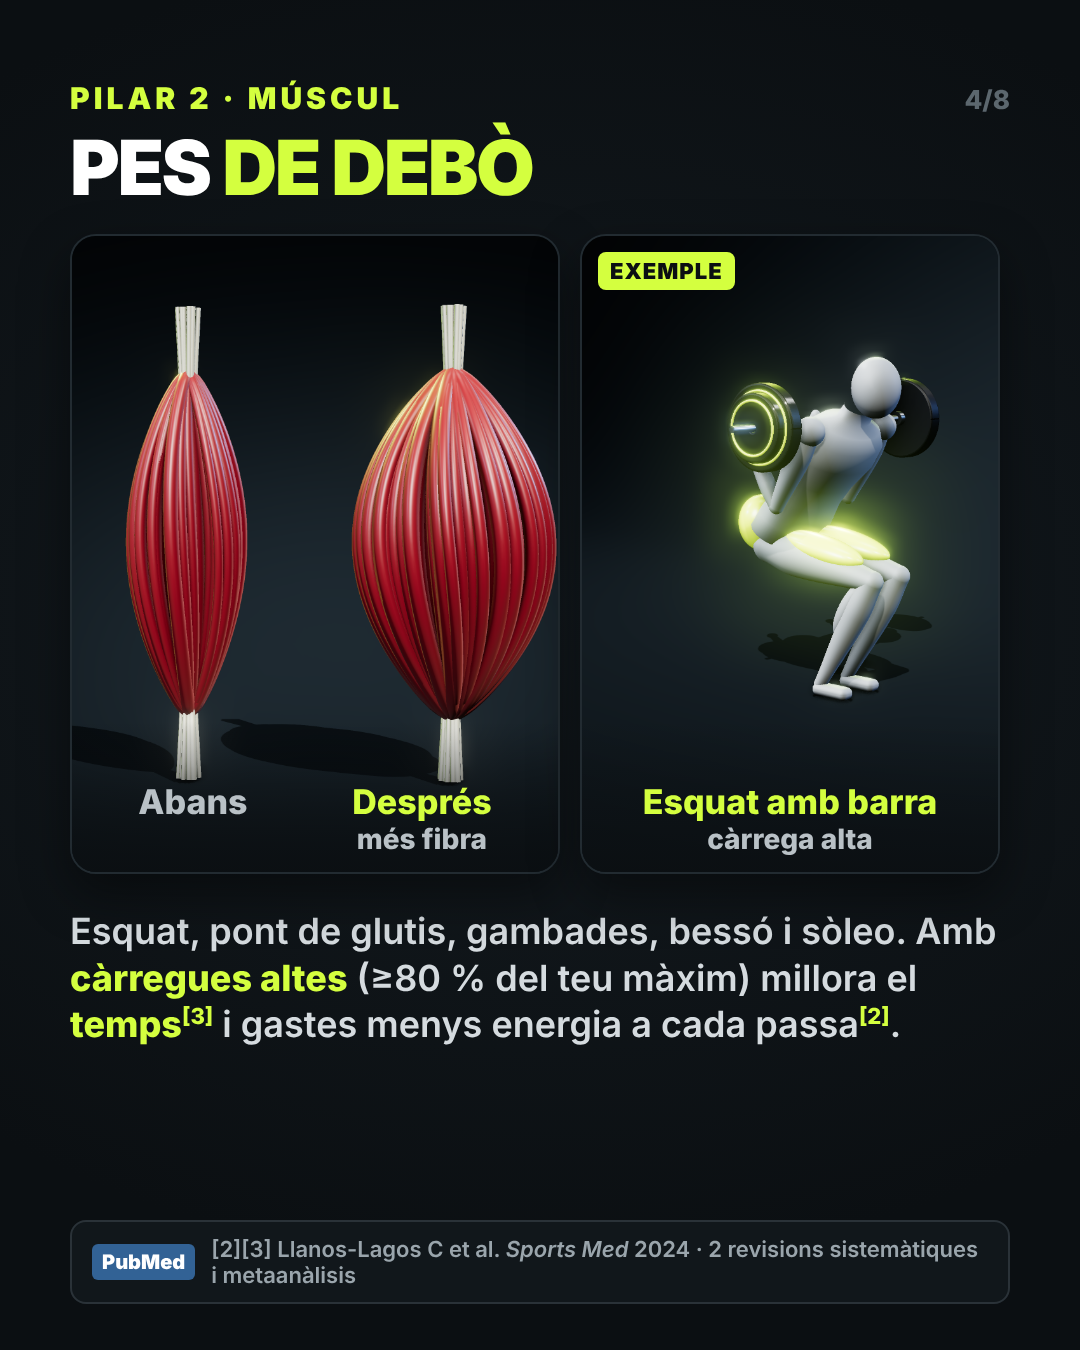 PILAR 2 · MÚSCUL
4/8
PES DE DEBÒ
EXEMPLE
Abans
Després
més fibra
Esquat amb barra
càrrega alta
Esquat, pont de glutis, gambades, bessó i sòleo. Amb
càrregues altes (≥80 % del teu màxim) millora el
temps[3] i gastes menys energia a cada passa[2].
PubMed
[2][3] Llanos-Lagos C et al. Sports Med 2024 · 2 revisions sistemàtiques
i metaanàlisis